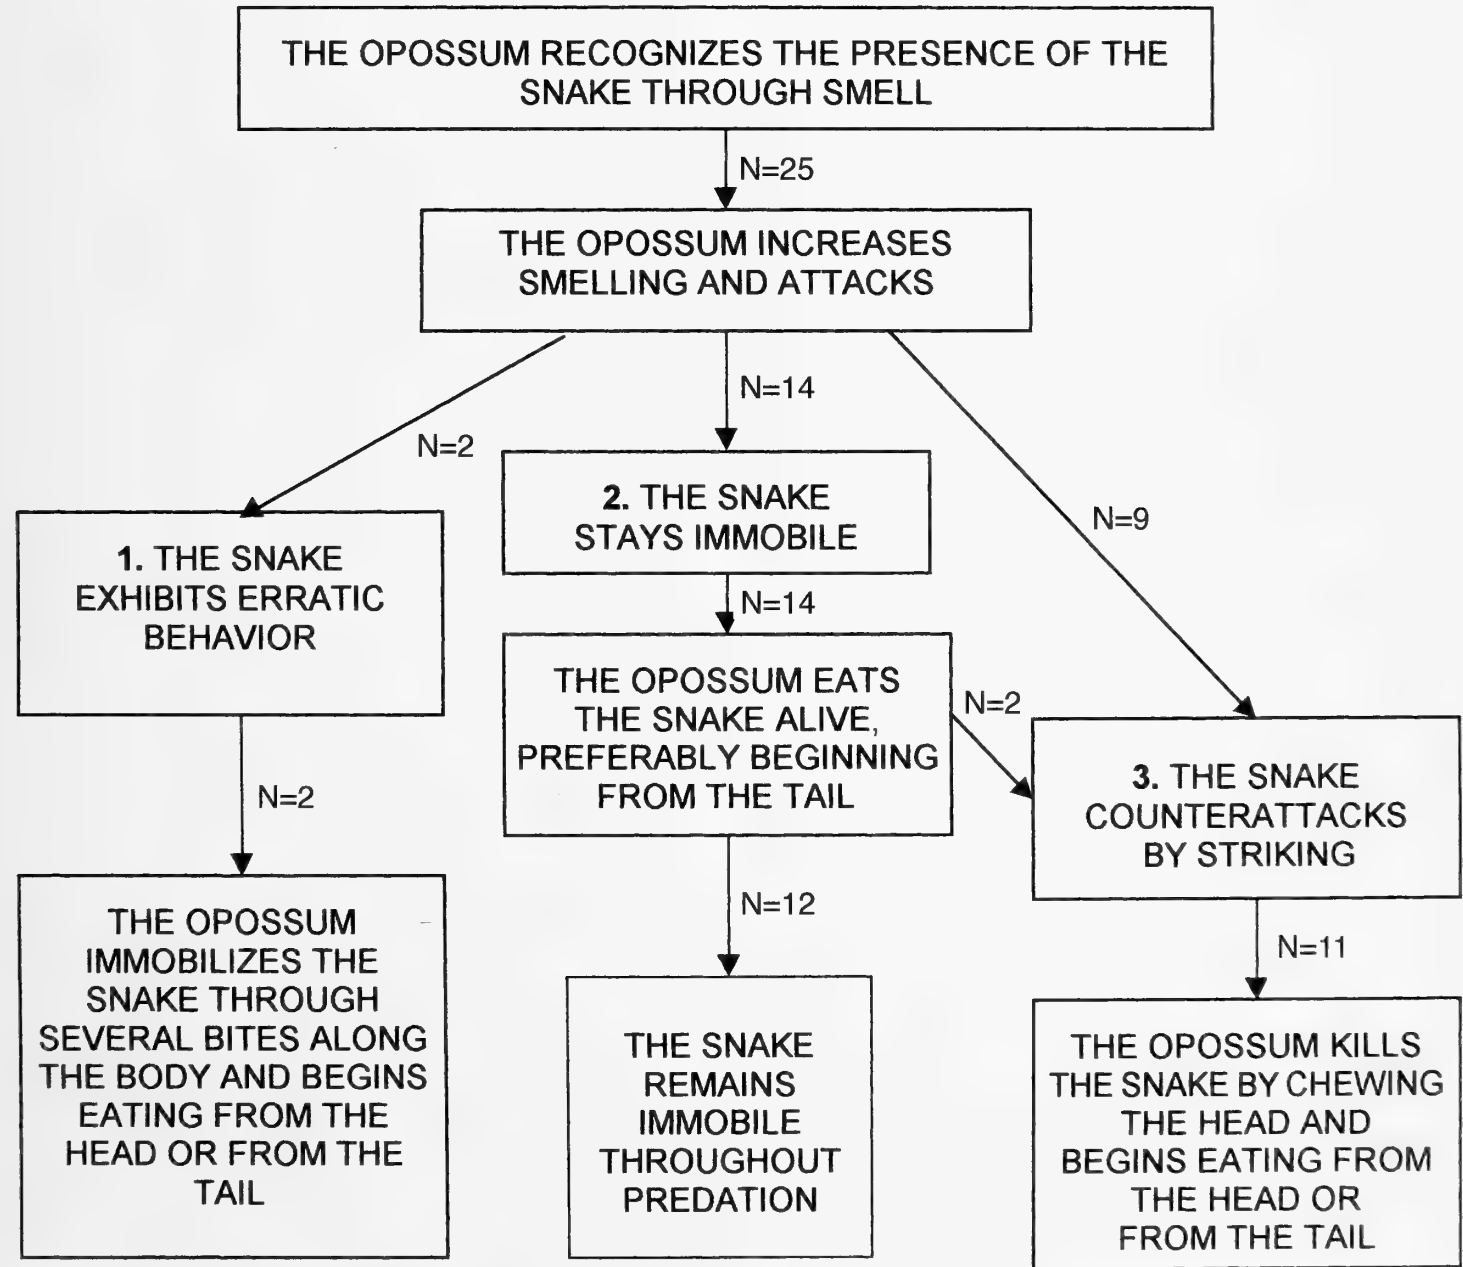 THE OPOSSUM RECOGNIZES THE PRESENCE OF THE
SNAKE THROUGH SMELL
N=25
THE OPOSSUM INCREASES
SMELLING AND ATTACKS
N=2
N=14
N=9
1. THE SNAKE
EXHIBITS ERRATIC
BEHAVIOR
2. THE SNAKE
STAYS IMMOBILE
N=14
THE OPOSSUM EATS
THE SNAKE ALIVE,
PREFERABLY BEGINNING
FROM THE TAIL
N=2
3. THE SNAKE
COUNTERATTACKS
BY STRIKING
N=2
N=12
N=11
THE OPOSSUM
IMMOBILIZES THE
SNAKE THROUGH
SEVERAL BITES ALONG
THE BODY AND BEGINS
EATING FROM THE
HEAD OR FROM THE
TAIL
THE SNAKE
REMAINS
IMMOBILE
THROUGHOUT
PREDATION
THE OPOSSUM KILLS
THE SNAKE BY CHEWING
THE HEAD AND
BEGINS EATING FROM
THE HEAD OR
FROM THE TAIL